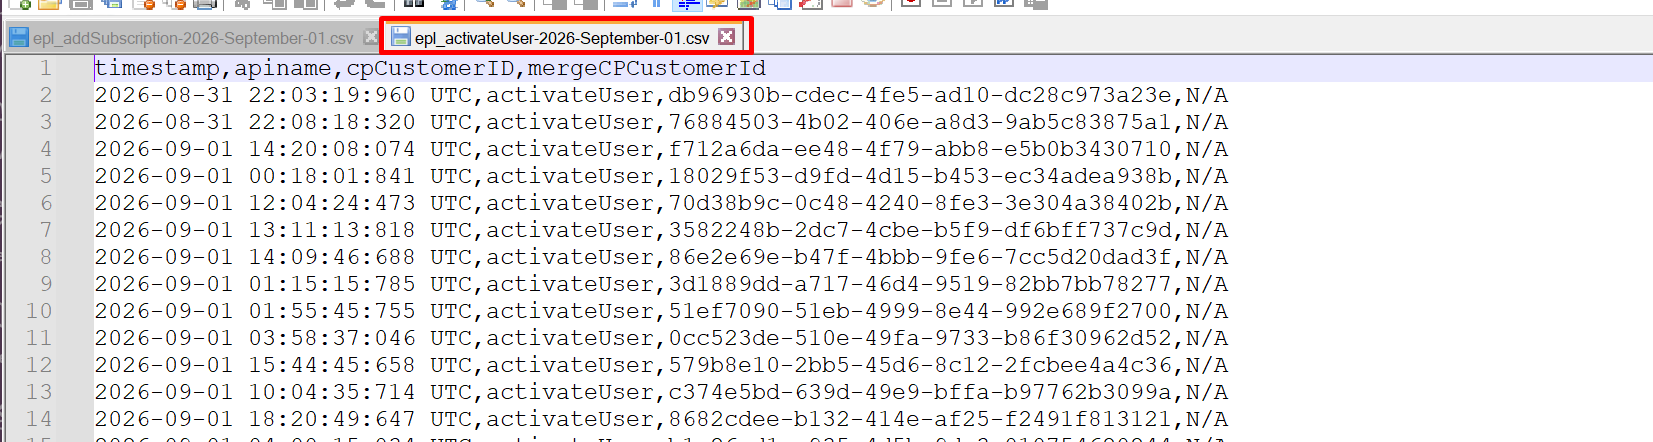 epl_addSubscription-2026-September-01.csv epl_activateUser-2026-September-01.csv
1 timestamp,apiname,cpCustomerID,mergeCPCustomerId
2 2026-08-31 22:03:19:960 UTC,activateUser,db96930b-cdec-4fe5-ad10-dc28c973a23e,N/A
3 2026-08-31 22:08:18:320 UTC,activateUser,76884503-4b02-406e-a8d3-9ab5c83875a1,N/A
4 2026-09-01 14:20:08:074 UTC,activateUser,f712a6da-ee48-4f79-abb8-e5b0b3430710,N/A
5 2026-09-01 00:18:01:841 UTC,activateUser,18029f53-d9fd-4d15-b453-ec34adea938b,N/A
6 2026-09-01 12:04:24:473 UTC,activateUser,70d38b9c-0c48-4240-8fe3-3e304a38402b,N/A
7 2026-09-01 13:11:13:818 UTC,activateUser,3582248b-2dc7-4cbe-b5f9-df6bff737c9d,N/A
8 2026-09-01 14:09:46:688 UTC,activateUser,86e2e69e-b47f-4bbb-9fe6-7cc5d20dad3f,N/A
9 2026-09-01 01:15:15:785 UTC,activateUser,3d1889dd-a717-46d4-9519-82bb7bb78277,N/A
10 2026-09-01 01:55:45:755 UTC,activateUser,51ef7090-51eb-4999-8e44-992e689f2700,N/A
11 2026-09-01 03:58:37:046 UTC,activateUser,0cc523de-510e-49fa-9733-b86f30962d52,N/A
12 2026-09-01 15:44:45:658 UTC,activateUser,579b8e10-2bb5-45d6-8c12-2fcbee4a4c36,N/A
13 2026-09-01 10:04:35:714 UTC,activateUser,c374e5bd-639d-49e9-bffa-b97762b3099a,N/A
14 2026-09-01 18:20:49:647 UTC,activateUser,8682cdee-b132-414e-af25-f2491f813121,N/A